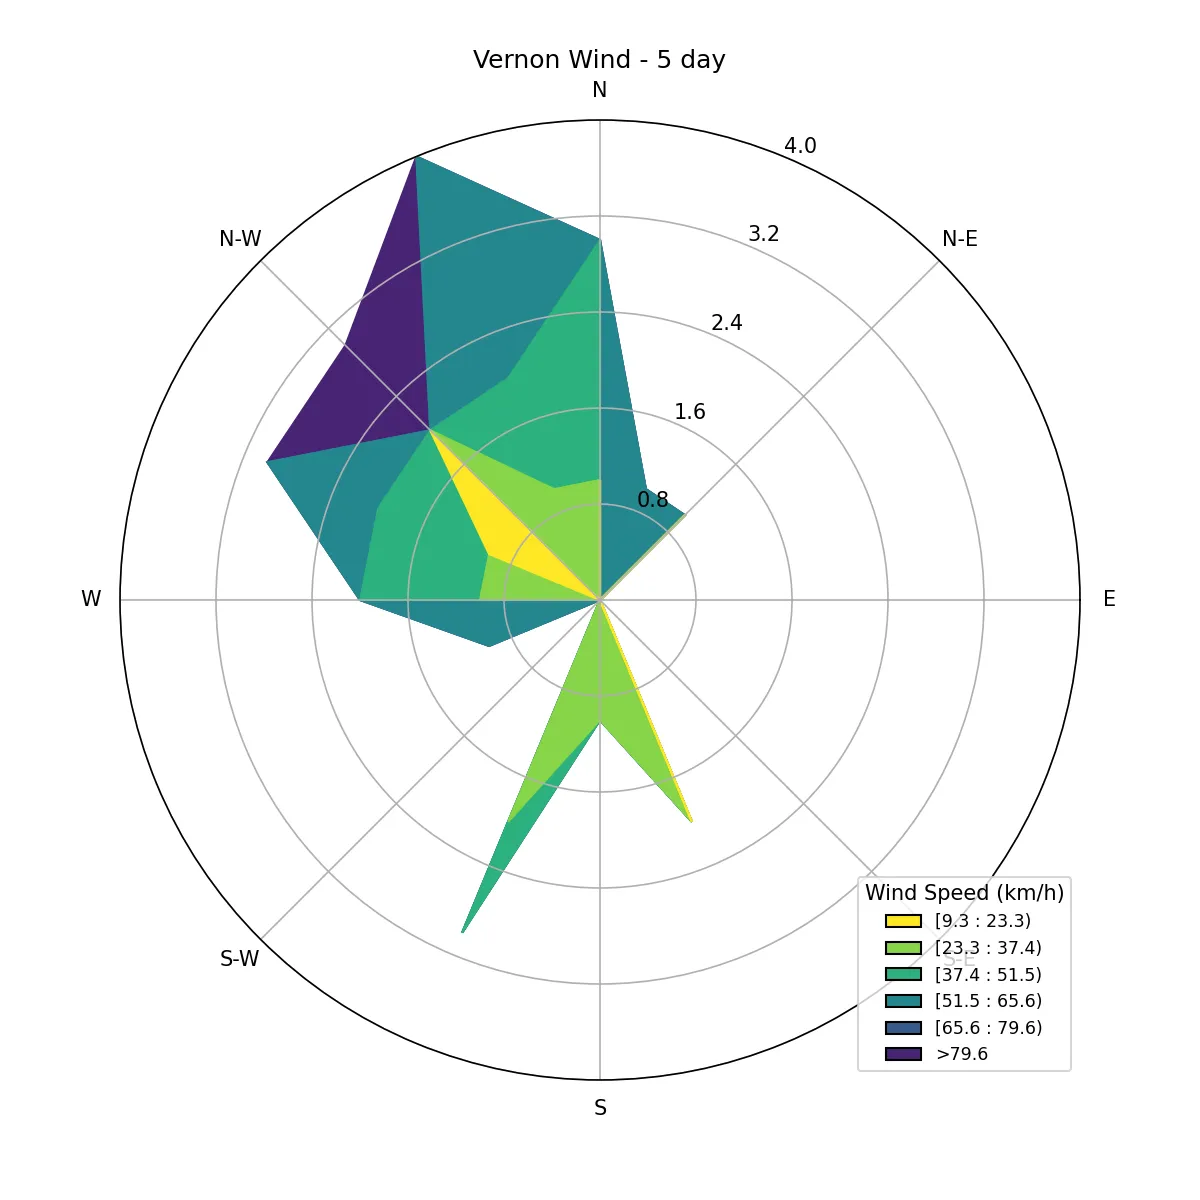 Vernon Wind - 5 day
N
4.0
N-W
3.2
N-E
2.4
1.6
0.8
W
E
S-W
S-E
S
Wind Speed (km/h)
[9.3 : 23.3)
[23.3 : 37.4)
[37.4 : 51.5)
[51.5 : 65.6)
[65.6 : 79.6)
>79.6